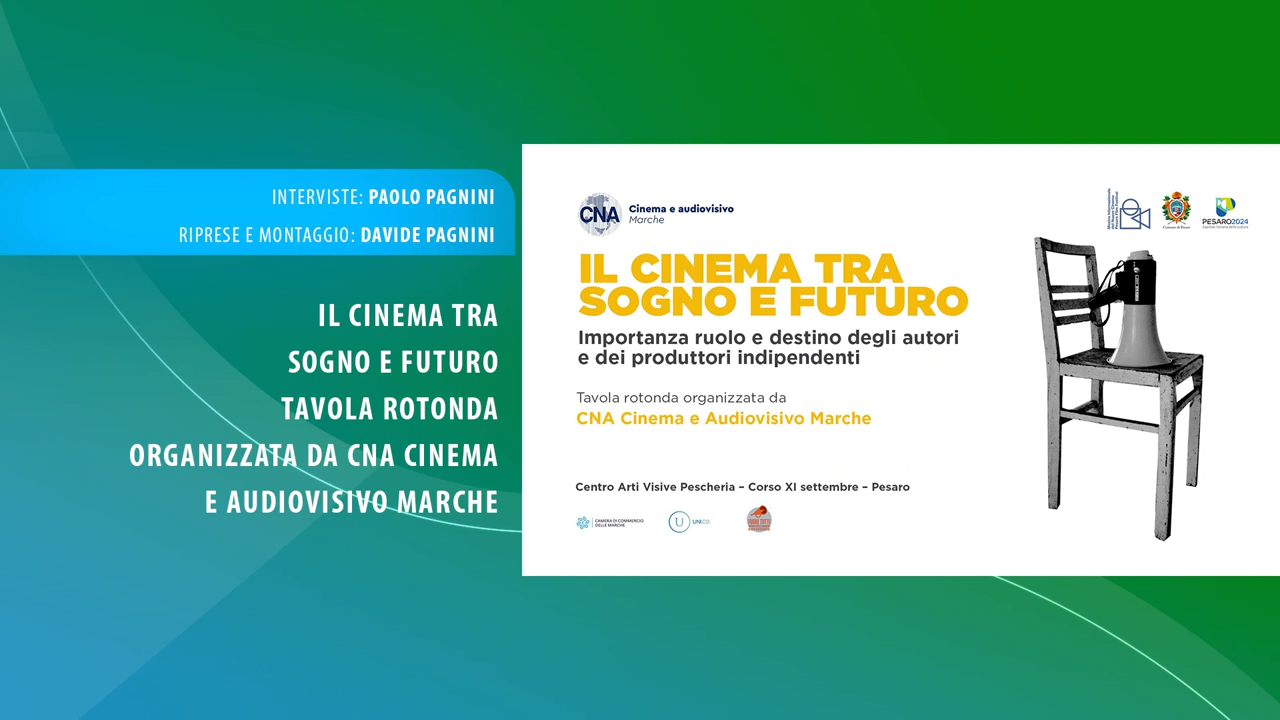 INTERVISTE: PAOLO PAGNINI
RIPRESE E MONTAGGIO: DAVIDE PAGNINI
IL CINEMA TRA
SOGNO E FUTURO
TAVOLA ROTONDA
ORGANIZZATA DA CNA CINEMA
E AUDIOVISIVO MARCHE
CNA
Cinema e audiovisivo
Marche
PESARO2024
IL CINEMA TRA
SOGNO E FUTURO
Importanza ruolo e destino degli autori
e dei produttori indipendenti
Tavola rotonda organizzata da
CNA Cinema e Audiovisivo Marche
Centro Arti Visive Pescheria – Corso XI settembre – Pesaro
CAMERA DI COMMERCIO
DELLE MARCHE
U
UNICO